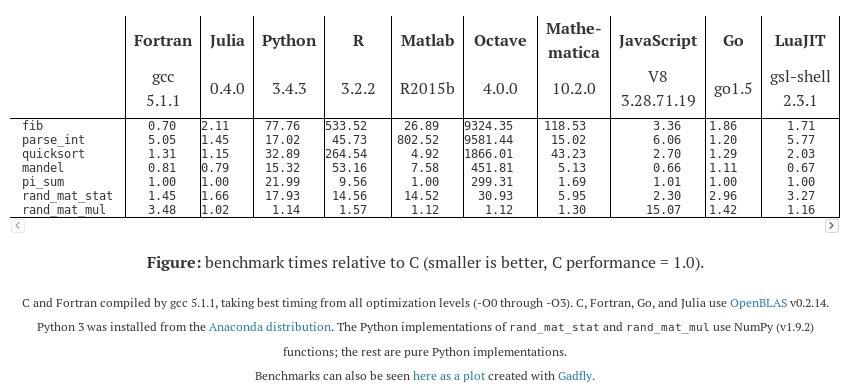 Fortran Julia Python R Matlab Octave Mathe-matica JavaScript Go LuaJIT
gcc 5.1.1 0.4.0 3.4.3 3.2.2 R2015b 4.0.0 10.2.0 V8 3.28.71.19 go1.5 gsl-shell 2.3.1
fib 0.70 2.11 77.76 533.52 26.89 9324.35 118.53 3.36 1.86 1.71
parse_int 5.05 1.45 17.02 45.73 802.52 9581.44 15.02 6.06 1.20 5.77
quicksort 1.31 1.15 32.89 264.54 4.92 1866.01 43.23 2.70 1.29 2.03
mandel 0.81 0.79 15.32 53.16 7.58 451.81 5.13 0.66 1.11 0.67
pi_sum 1.00 1.00 21.99 9.56 1.00 299.31 1.69 1.01 1.00 1.00
rand_mat_stat 1.45 1.66 17.93 14.56 14.52 30.93 5.95 2.30 2.96 3.27
rand_mat_mul 3.48 1.02 1.14 1.57 1.12 1.12 1.30 15.07 1.42 1.16
Figure: benchmark times relative to C (smaller is better, C performance = 1.0).
C and Fortran compiled by gcc 5.1.1, taking best timing from all optimization levels (-O0 through -O3). C, Fortran, Go, and Julia use OpenBLAS v0.2.14.
Python 3 was installed from the Anaconda distribution. The Python implementations of rand_mat_stat and rand_mat_mul use NumPy (v1.9.2)
functions; the rest are pure Python implementations.
Benchmarks can also be seen here as a plot created with Gadfly.